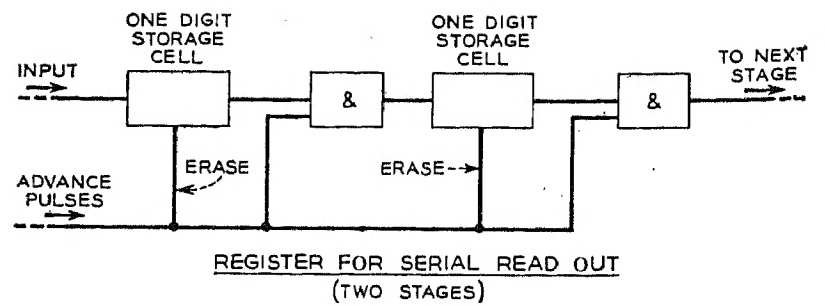 ONE DIGIT
STORAGE
CELL
ONE DIGIT
STORAGE
CELL
INPUT
&
&
TO NEXT
STAGE
ERASE
ERASE
ADVANCE
PULSES
REGISTER FOR SERIAL READ OUT
(TWO STAGES)